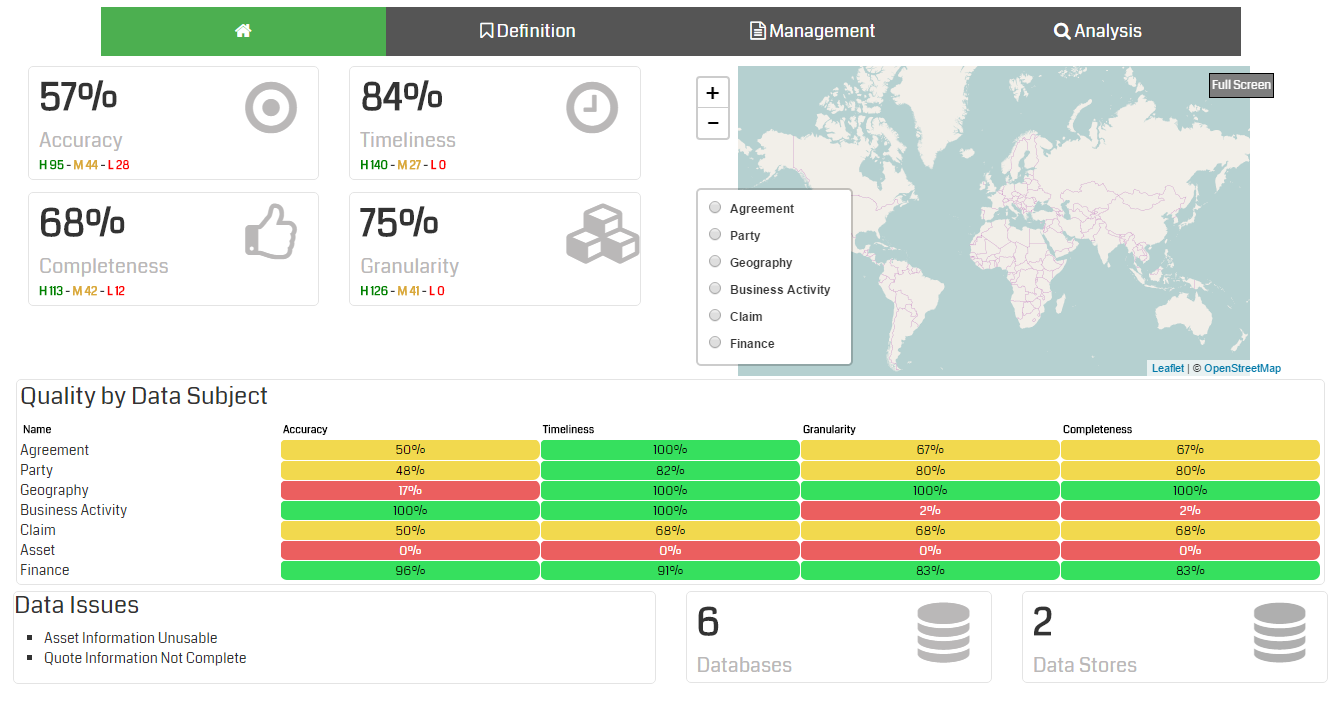 Definition
Management
Analysis
57%
Accuracy
H 95 - M 44 - L 28
84%
Timeliness
H 140 - M 27 - L 0
68%
Completeness
H 113 - M 42 - L 12
75%
Granularity
H 126 - M 41 - L 0
+
−
Full Screen
Agreement
Party
Geography
Business Activity
Claim
Finance
Leaflet | © OpenStreetMap
Quality by Data Subject
Name Accuracy Timeliness Granularity Completeness
Agreement 50% 100% 67% 67%
Party 48% 82% 80% 80%
Geography 17% 100% 100% 100%
Business Activity 100% 100% 2% 2%
Claim 50% 68% 68% 68%
Asset 0% 0% 0% 0%
Finance 96% 91% 83% 83%
Data Issues
Asset Information Unusable
Quote Information Not Complete
6
Databases
2
Data Stores